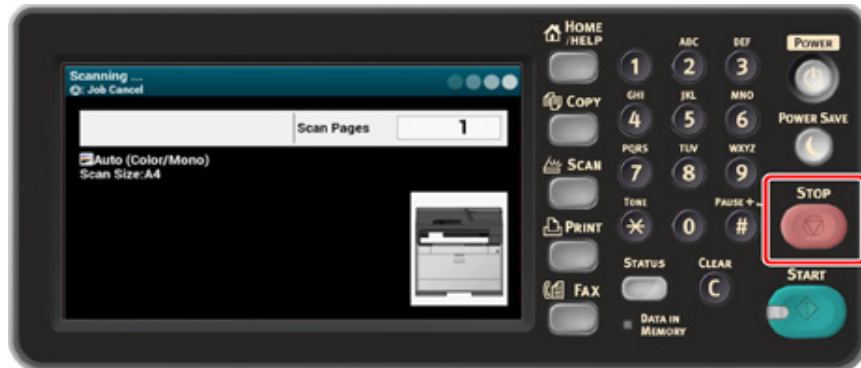 Scanning ....
: Job Cancel
Scan Pages
1
Auto (Color/Mono)
Scan Size:A4
HOME
/HELP
COPY
SCAN
PRINT
FAX
ABC
DEF
1
2
3
GHI
JKL
MNO
4
5
6
PQRS
TUV
WXYZ
7
8
9
TONE
PAUSE + -
0
#
STATUS
CLEAR
C
DATA IN
MEMORY
POWER
POWER SAVE
STOP
START